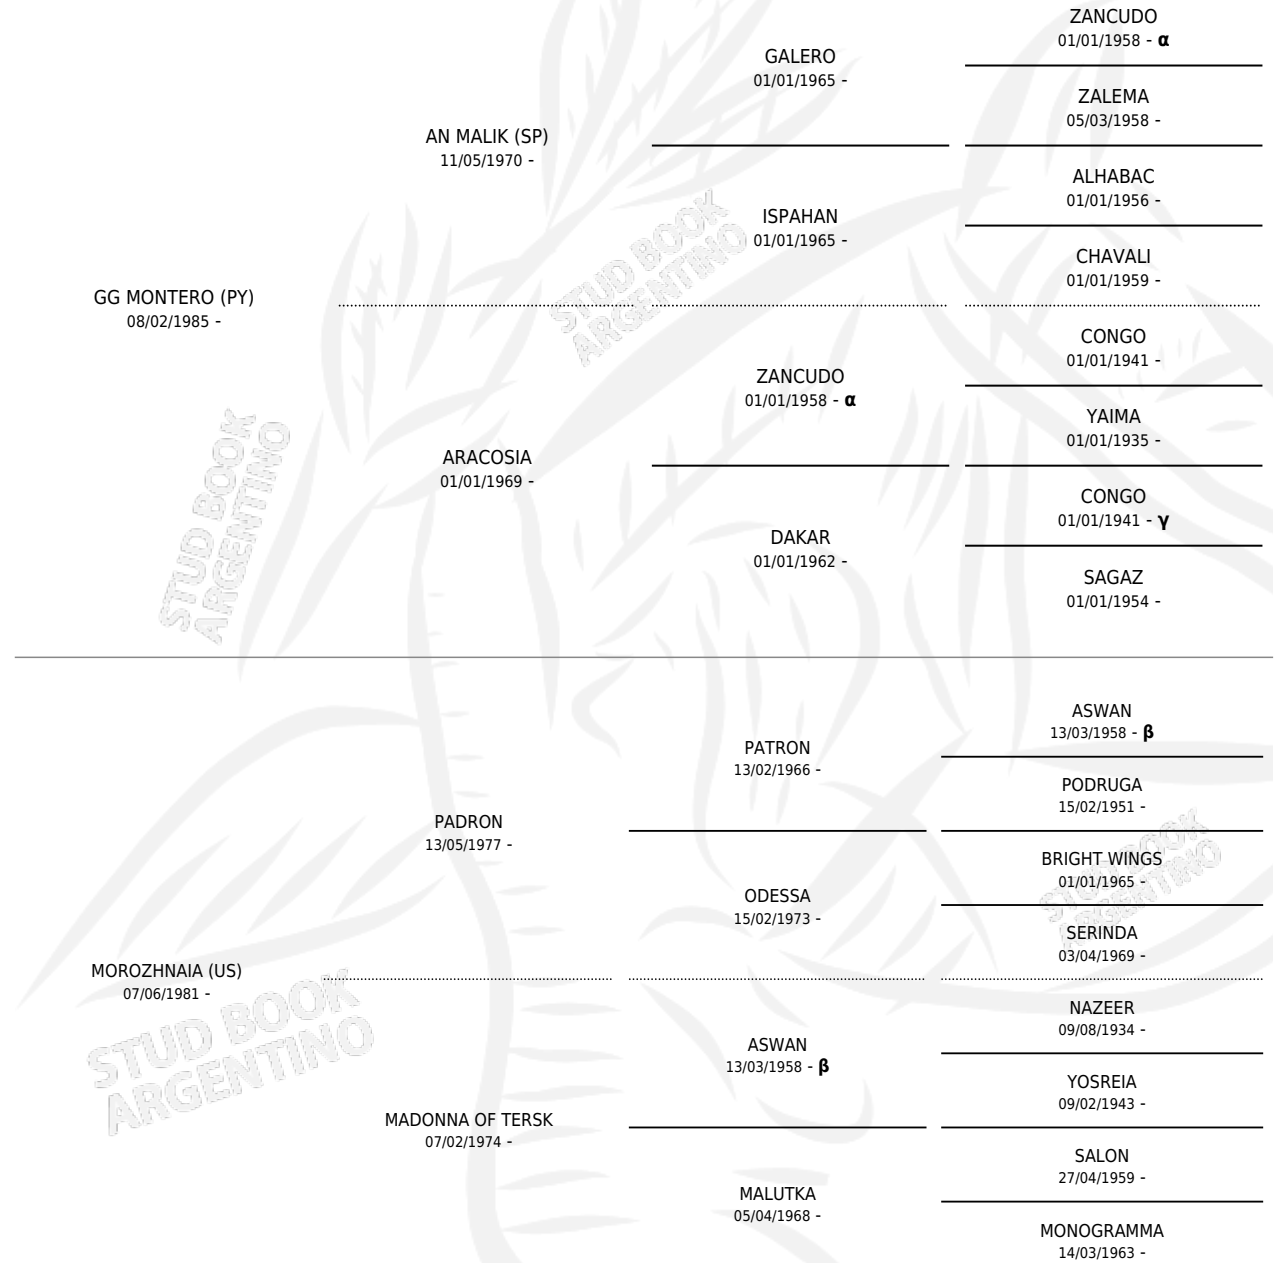 ZANCUDO
01/01/1958 - α
GALERO
01/01/1965 -
ZALEMA
05/03/1958 -
AN MALIK (SP)
11/05/1970 -
ALHABAC
01/01/1956 -
ISPAHAN
01/01/1965 -
CHAVALI
01/01/1959 -
GG MONTERO (PY)
08/02/1985 -
CONGO
01/01/1941 -
ZANCUDO
01/01/1958 - α
YAIMA
01/01/1935 -
ARACOSIA
01/01/1969 -
CONGO
01/01/1941 - γ
DAKAR
01/01/1962 -
SAGAZ
01/01/1954 -
ASWAN
13/03/1958 - β
PATRON
13/02/1966 -
PODRUGA
15/02/1951 -
PADRON
13/05/1977 -
BRIGHT WINGS
01/01/1965 -
ODESSA
15/02/1973 -
SERINDA
03/04/1969 -
MOROZHNAIA (US)
07/06/1981 -
NAZEER
09/08/1934 -
ASWAN
13/03/1958 - β
YOSREIA
09/02/1943 -
MADONNA OF TERSK
07/02/1974 -
SALON
27/04/1959 -
MALUTKA
05/04/1968 -
MONOGRAMMA
14/03/1963 -
STUD BOOK
ARGENTINO
STUD BOOK
ARGENTINO
STUD BOOK
ARGENTINO
STUD BOOK
ARGENTINO